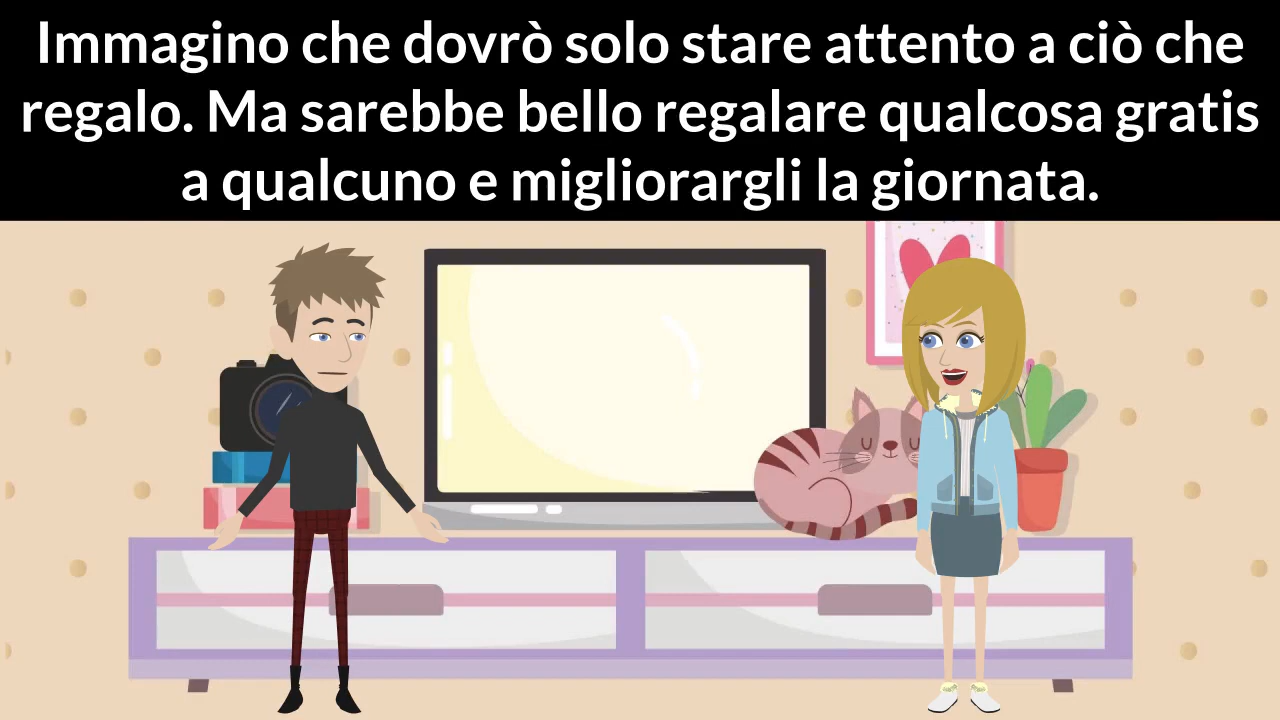 Immagino che dovrò solo stare attento a ciò che
regalo. Ma sarebbe bello regalare qualcosa gratis
a qualcuno e migliorargli la giornata.